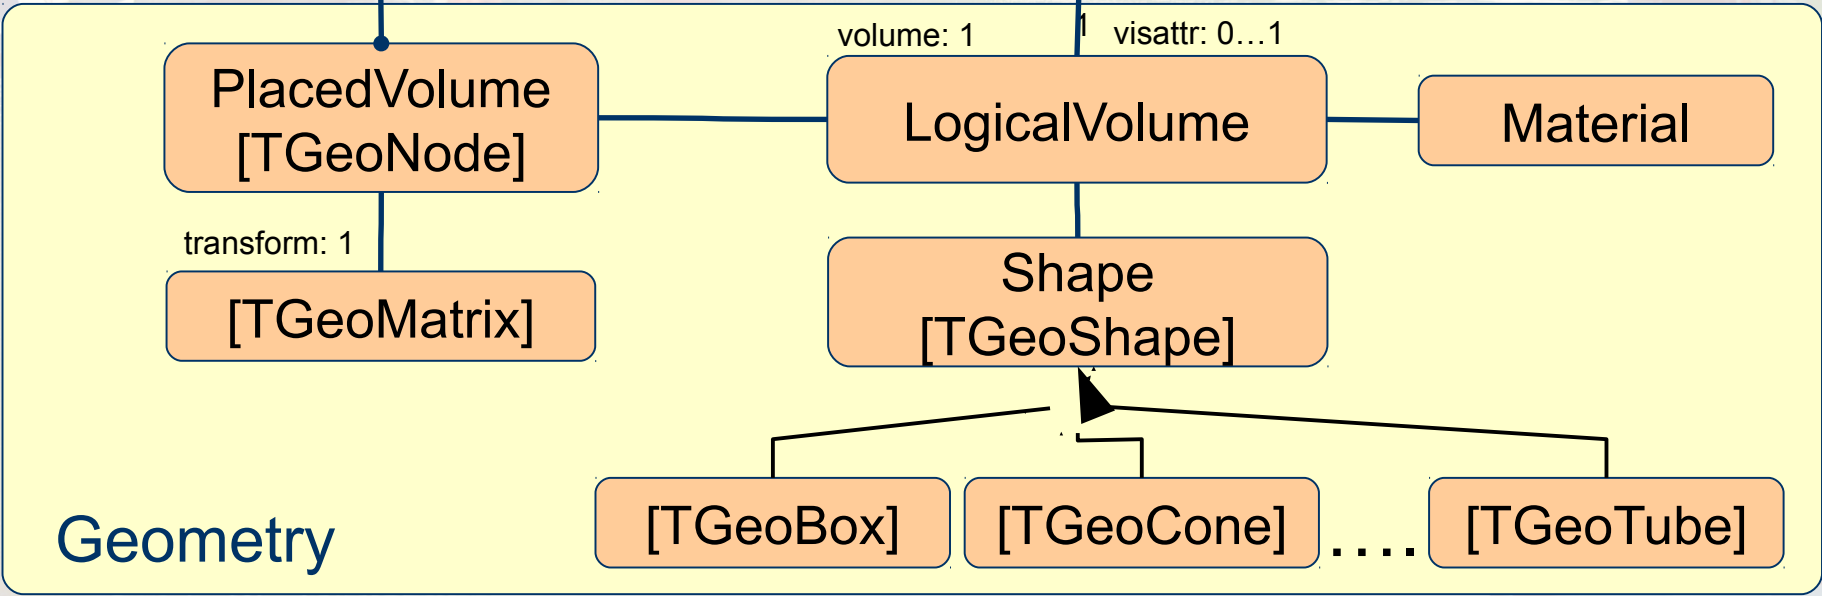 volume: 1
1
visattr: 0…1
PlacedVolume
[TGeoNode]
LogicalVolume
Material
transform: 1
[TGeoMatrix]
Shape
[TGeoShape]
[TGeoBox]
[TGeoCone]
....
[TGeoTube]
Geometry